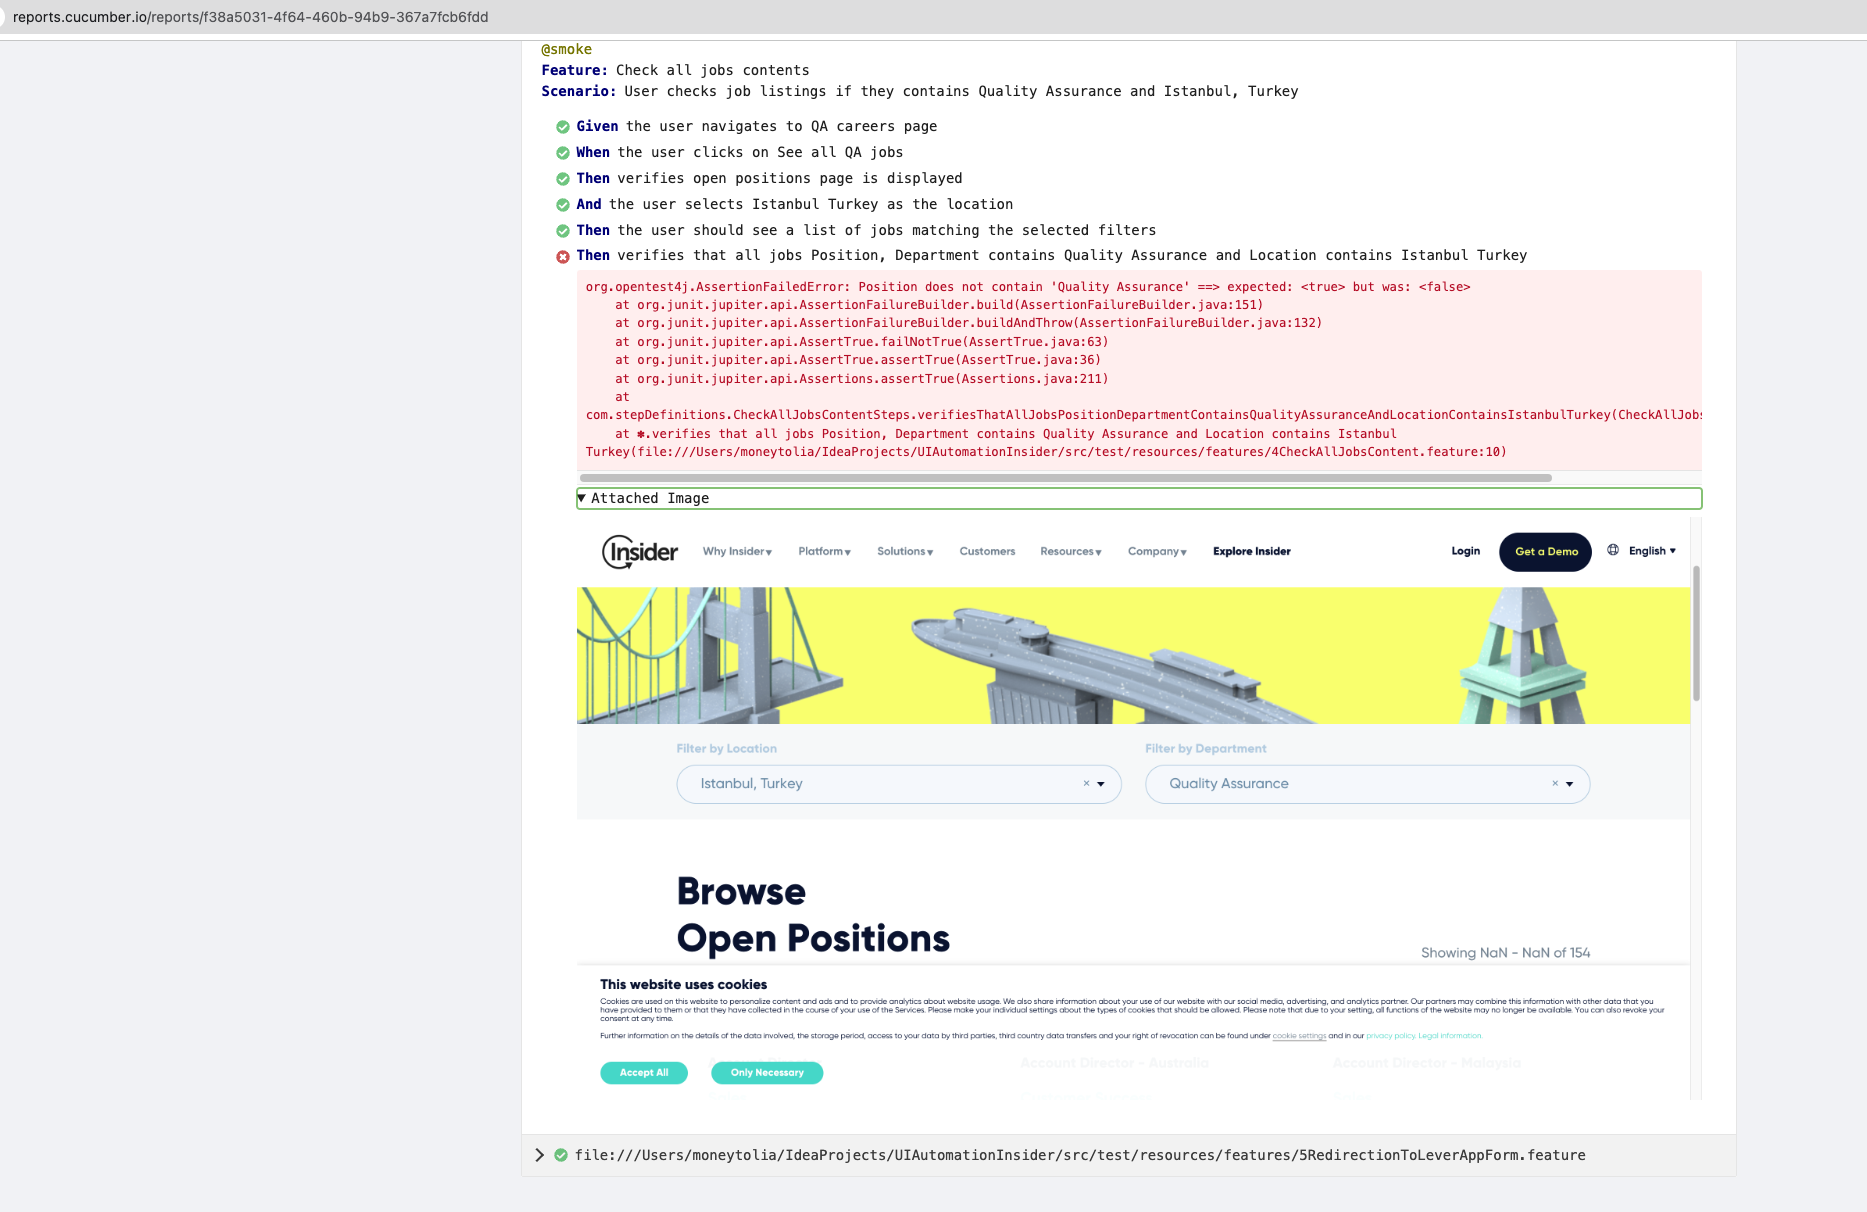 reports.cucumber.io/reports/f38a5031-4f64-460b-94b9-367a7fcb6fdd
@smoke
Feature: Check all jobs contents
Scenario: User checks job listings if they contains Quality Assurance and Istanbul, Turkey
Given the user navigates to QA careers page
When the user clicks on See all QA jobs
Then verifies open positions page is displayed
And the user selects Istanbul Turkey as the location
Then the user should see a list of jobs matching the selected filters
Then verifies that all jobs Position, Department contains Quality Assurance and Location contains Istanbul Turkey
org.opentest4j.AssertionFailedError: Position does not contain 'Quality Assurance' ==> expected: <true> but was: <false>
at org.junit.jupiter.api.AssertionFailureBuilder.build(AssertionFailureBuilder.java:151)
at org.junit.jupiter.api.AssertionFailureBuilder.buildAndThrow(AssertionFailureBuilder.java:132)
at org.junit.jupiter.api.AssertTrue.failNotTrue(AssertTrue.java:63)
at org.junit.jupiter.api.AssertTrue.assertTrue(AssertTrue.java:36)
at org.junit.jupiter.api.Assertions.assertTrue(Assertions.java:211)
at
com.stepDefinitions.CheckAllJobsContentSteps.verifiesThatAllJobsPositionDepartmentContainsQualityAssuranceAndLocationContainsIstanbulTurkey(CheckAllJobs
at ✽.verifies that all jobs Position, Department contains Quality Assurance and Location contains Istanbul
Turkey(file:///Users/moneytolia/IdeaProjects/UIAutomationInsider/src/test/resources/features/4CheckAllJobsContent.feature:10)
▼ Attached Image
Insider Why Insider Platform Solutions Customers Resources Company Explore Insider Login Get a Demo English
Filter by Location Filter by Department
Istanbul, Turkey × Quality Assurance ×
Browse
Open Positions
Showing NaN - NaN of 154
This website uses cookies
Cookies are used on this website to personalize content and ads and to provide analytics about website usage. We also share information about your use of our website with our social media, advertising, and analytics partner. Our partners may combine this information with other data that you
have provided to them or that they have collected in the course of your use of the Services. Please make your individual settings about the types of cookies that should be allowed. Please note that due to your setting, all functions of the website may no longer be available. You can also revoke your
consent at any time.
Further information on the details of the data involved, the storage period, access to your data by third parties, third country data transfers and your right of revocation can be found under cookie settings and in our privacy policy. Legal information
Account Director - Australia Account Director - Malaysia
Accept All Only Necessary
file:///Users/moneytolia/IdeaProjects/UIAutomationInsider/src/test/resources/features/5RedirectionToLeverAppForm.feature